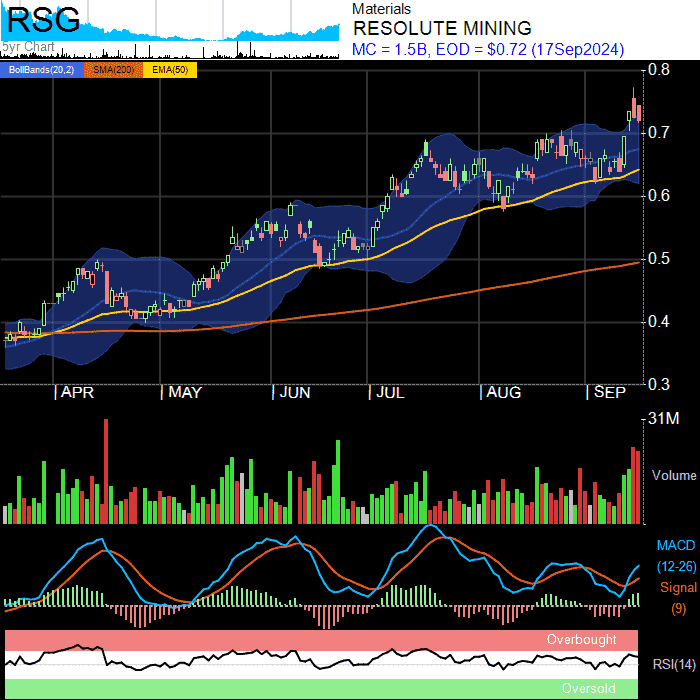 RSG
5yr Chart
Materials
RESOLUTE MINING
MC = 1.5B, EOD = $0.72 (17Sep2024)
BollBands(20,2) SMA(200) EMA(50)
0.8
0.7
0.6
0.5
0.4
0.3
APR MAY JUN JUL AUG SEP
31M
Volume
MACD
(12-26)
Signal
(9)
Overbought
RSI(14)
Oversold